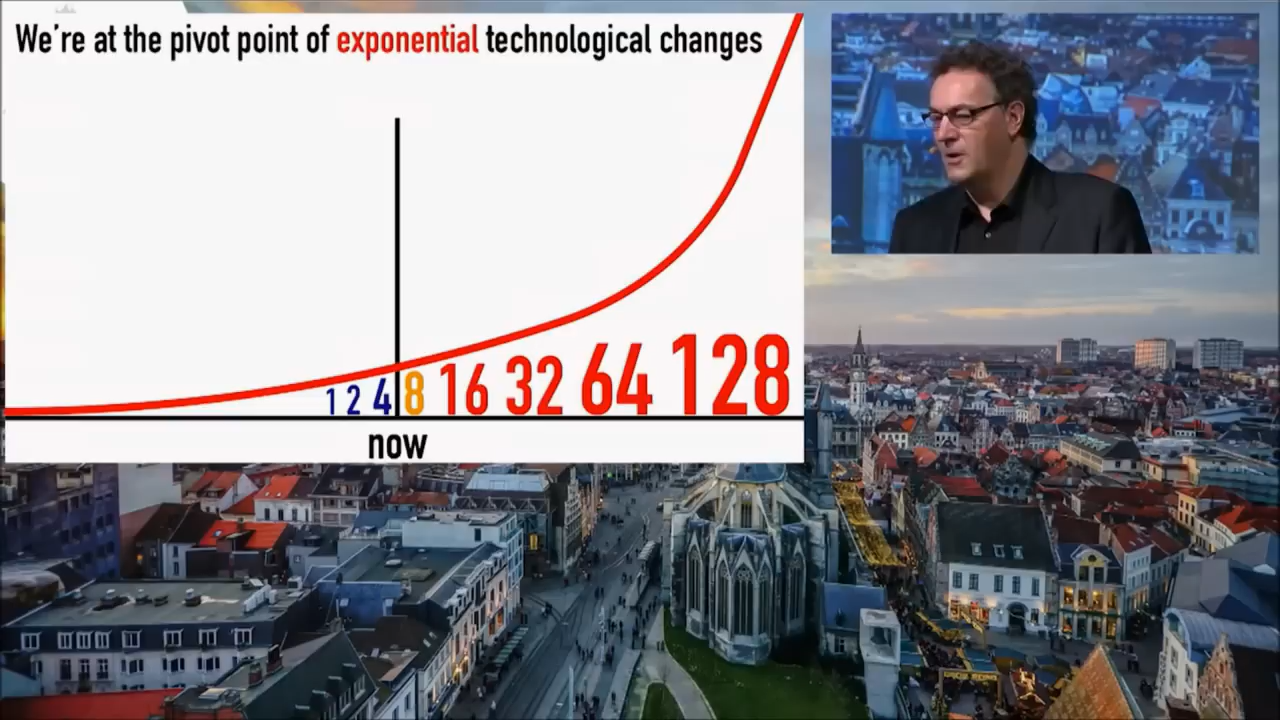 We're at the pivot point of exponential technological changes
1 2 4 8 16 32 64 128
now